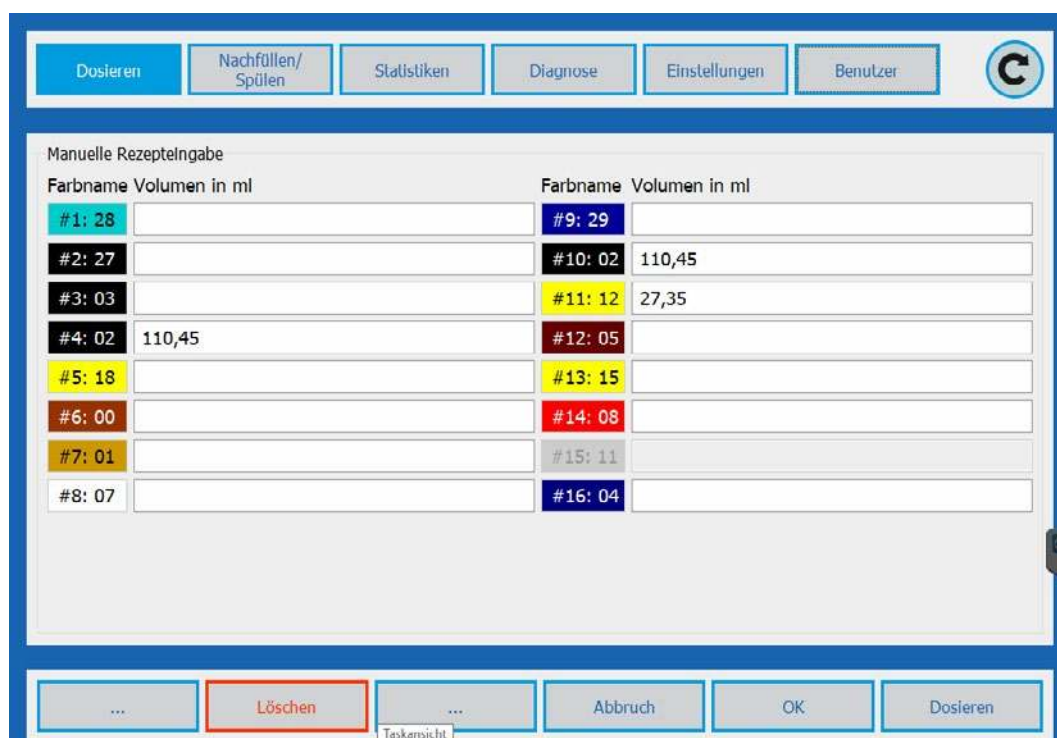 Dosieren
Nachfüllen/
Spülen
Statistiken
Diagnose
Einstellungen
Benutzer
Manuelle Rezepteingabe
Farbname Volumen in ml
#1: 28
#2: 27
#3: 03
#4: 02 110,45
#5: 18
#6: 00
#7: 01
#8: 07
Farbname Volumen in ml
#9: 29
#10: 02 110,45
#11: 12 27,35
#12: 05
#13: 15
#14: 08
#15: 11
#16: 04
...
Löschen
...
Abbruch
OK
Dosieren
Taskansicht